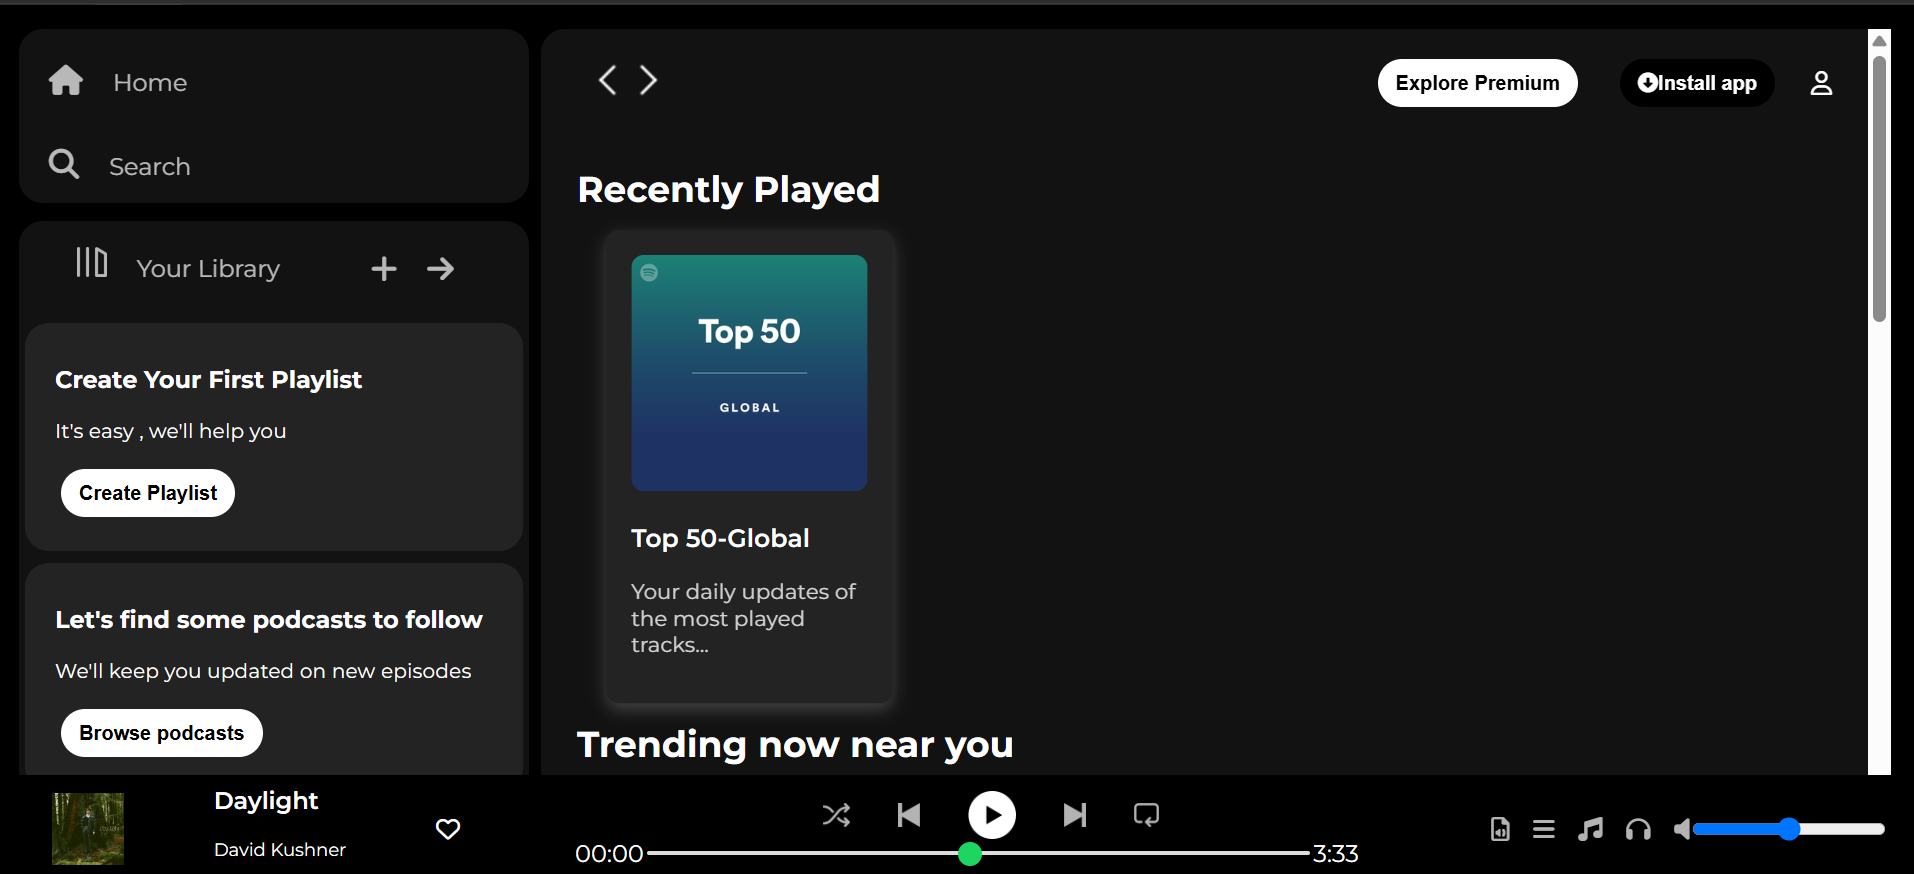 Home
Search
Your Library
Create Your First Playlist
It's easy , we'll help you
Create Playlist
Let's find some podcasts to follow
We'll keep you updated on new episodes
Browse podcasts
Explore Premium
Install app
Recently Played
Top 50
GLOBAL
Top 50-Global
Your daily updates of
the most played
tracks...
Trending now near you
Daylight
David Kushner
00:00
3:33